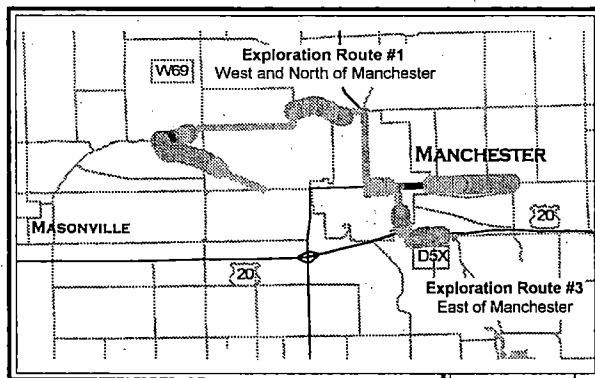 Exploration Route #1
West and North of Manchester
W69
MANCHESTER
MASONVILLE
20
20
D5X
Exploration Route #3
East of Manchester